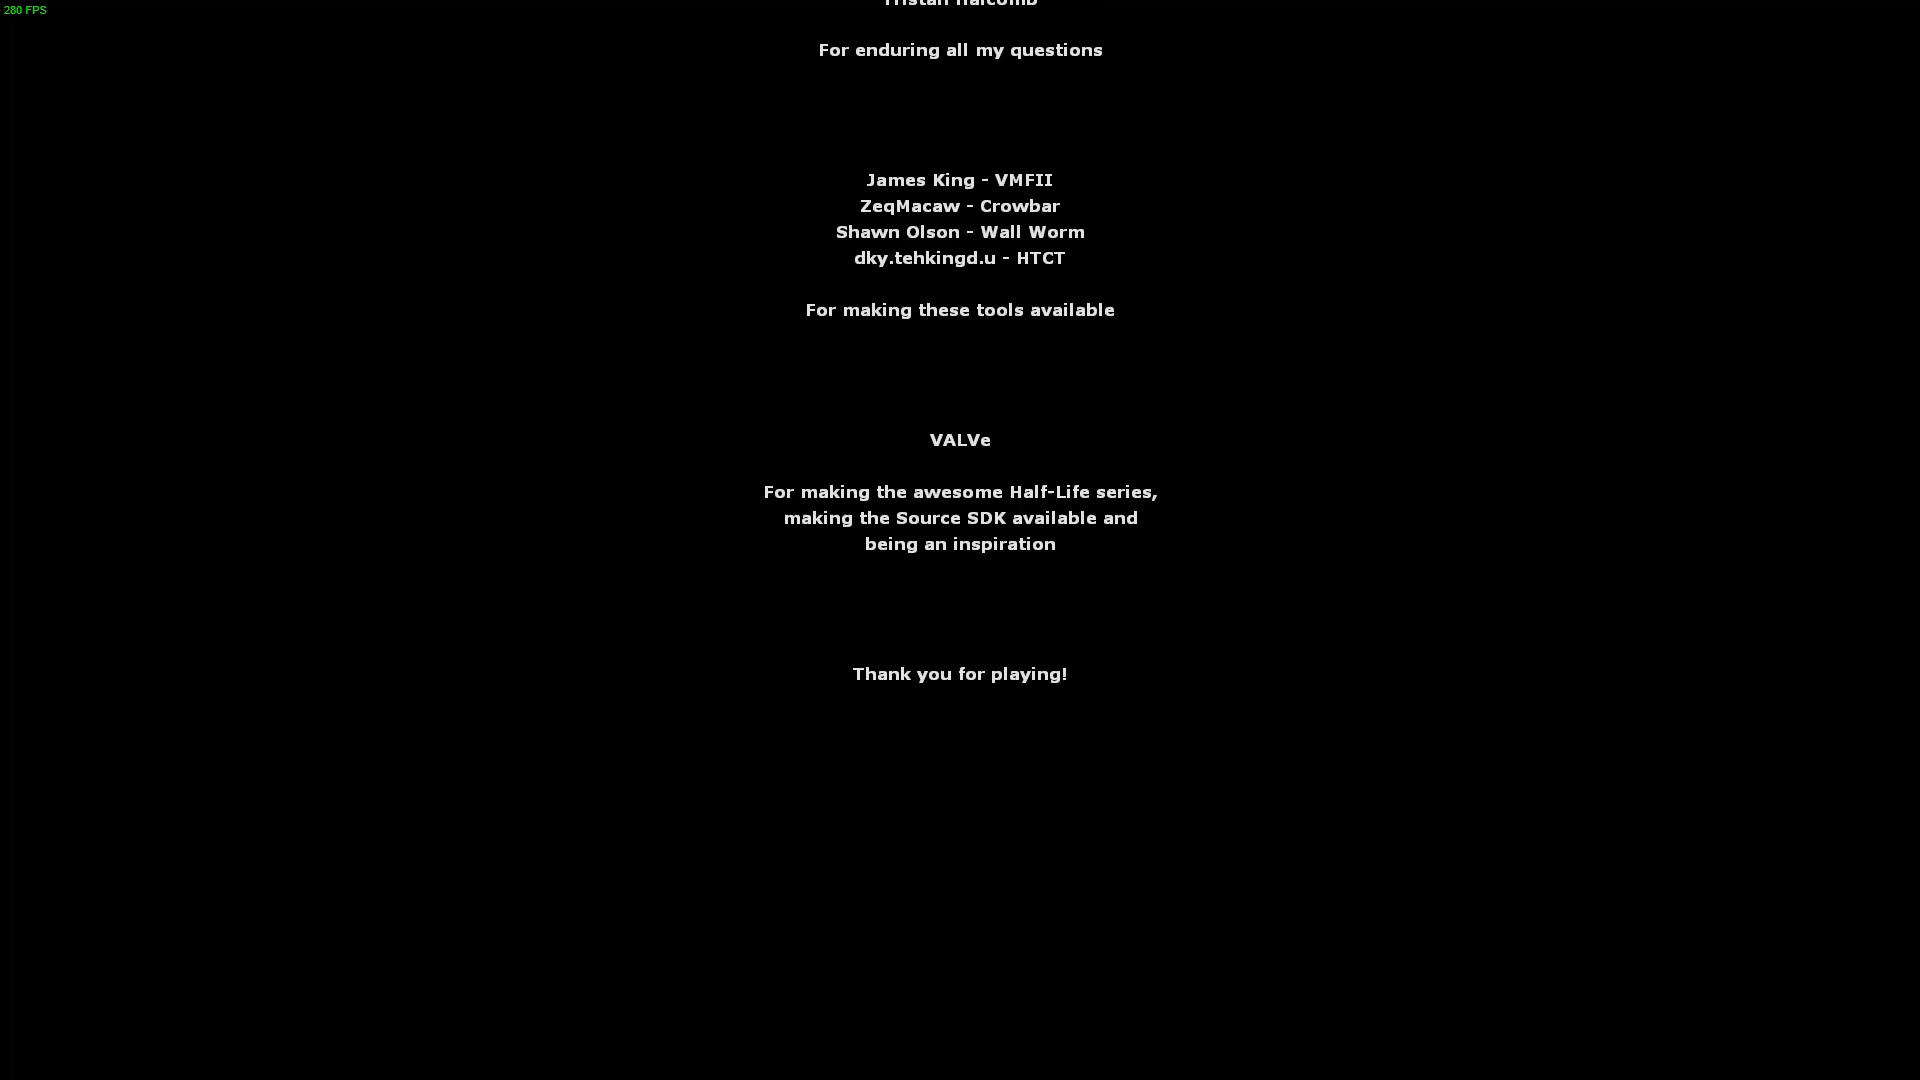 280 FPS
Tristan Halcomb
For enduring all my questions
James King - VMFII
ZeqMacaw - Crowbar
Shawn Olson - Wall Worm
dky.tehkingd.u - HTCT
For making these tools available
VALVe
For making the awesome Half-Life series,
making the Source SDK available and
being an inspiration
Thank you for playing!